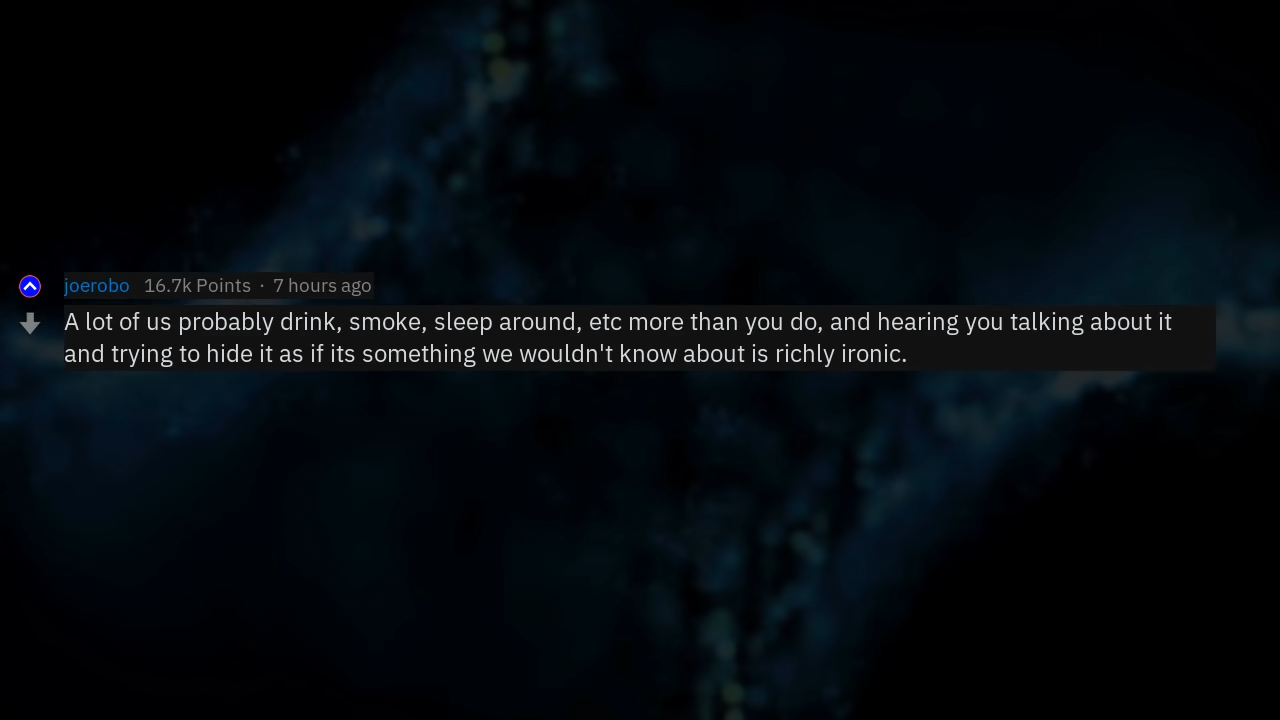 joerobo 16.7k Points · 7 hours ago
A lot of us probably drink, smoke, sleep around, etc more than you do, and hearing you talking about it
and trying to hide it as if its something we wouldn't know about is richly ironic.